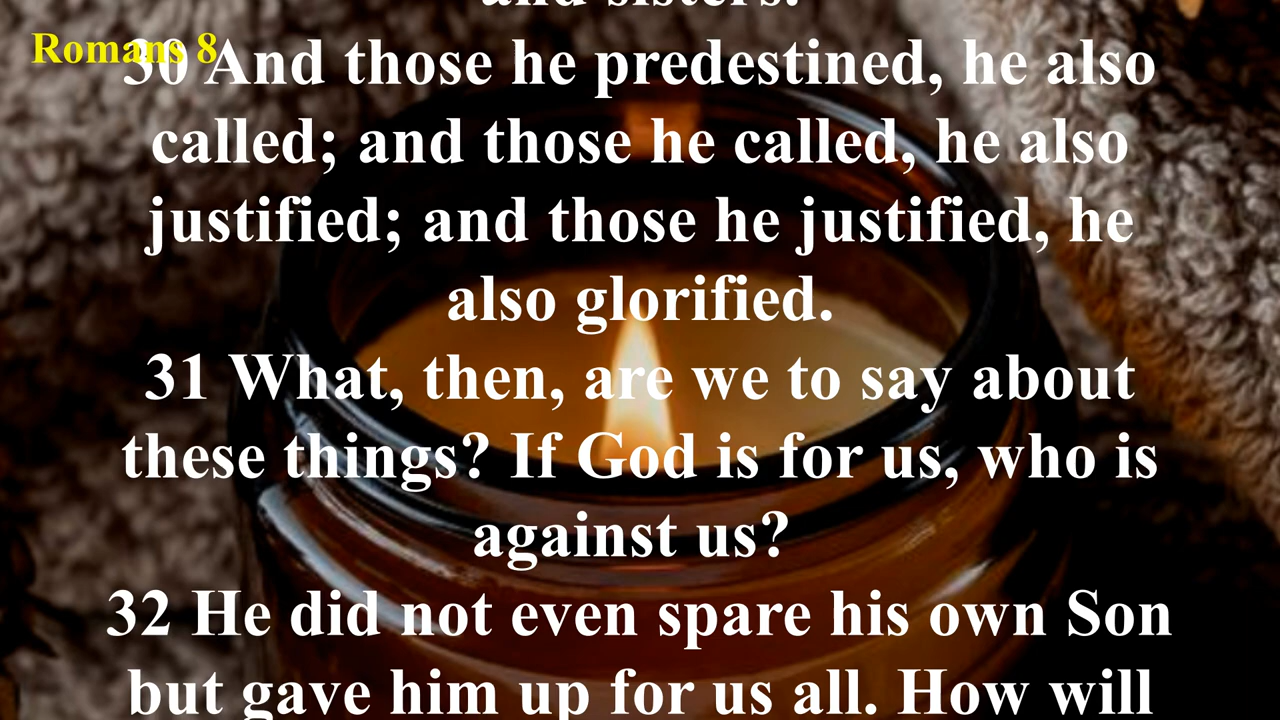 and sisters.
Romans 8
30 And those he predestined, he also
called; and those he called, he also
justified; and those he justified, he
also glorified.
31 What, then, are we to say about
these things? If God is for us, who is
against us?
32 He did not even spare his own Son
but gave him up for us all. How will